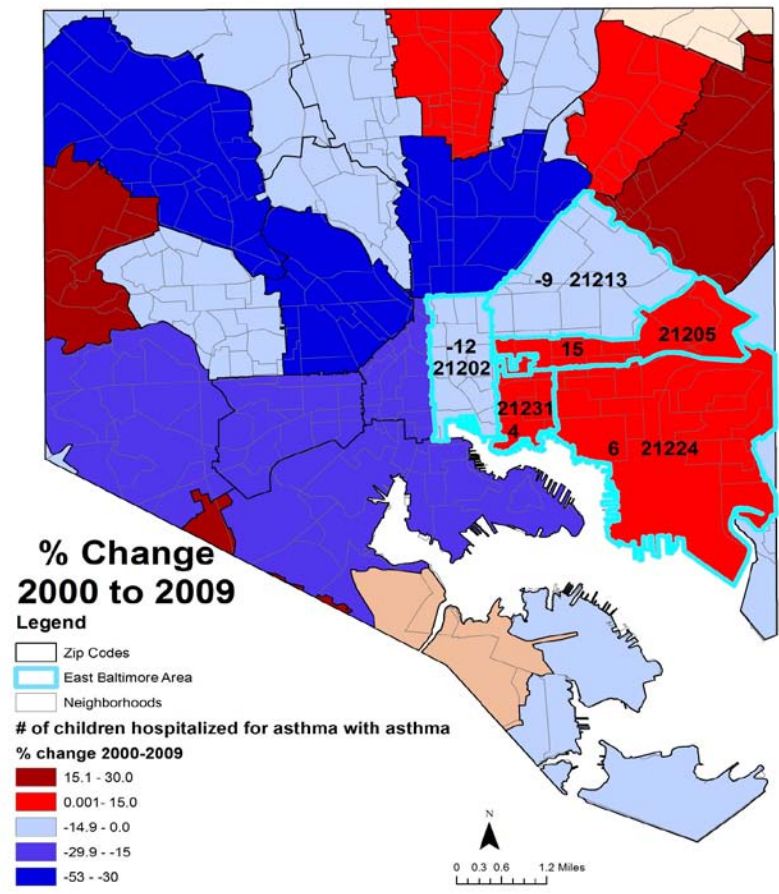 -9 21213
-12
21202
15
21205
21231
4
6 21224
% Change
2000 to 2009
Legend
Zip Codes
East Baltimore Area
Neighborhoods
# of children hospitalized for asthma with asthma
% change 2000-2009
15.1 - 30.0
0.001- 15.0
-14.9 - 0.0
-29.9 - -15
-53 - -30
N
0 0.3 0.6 1.2 Miles